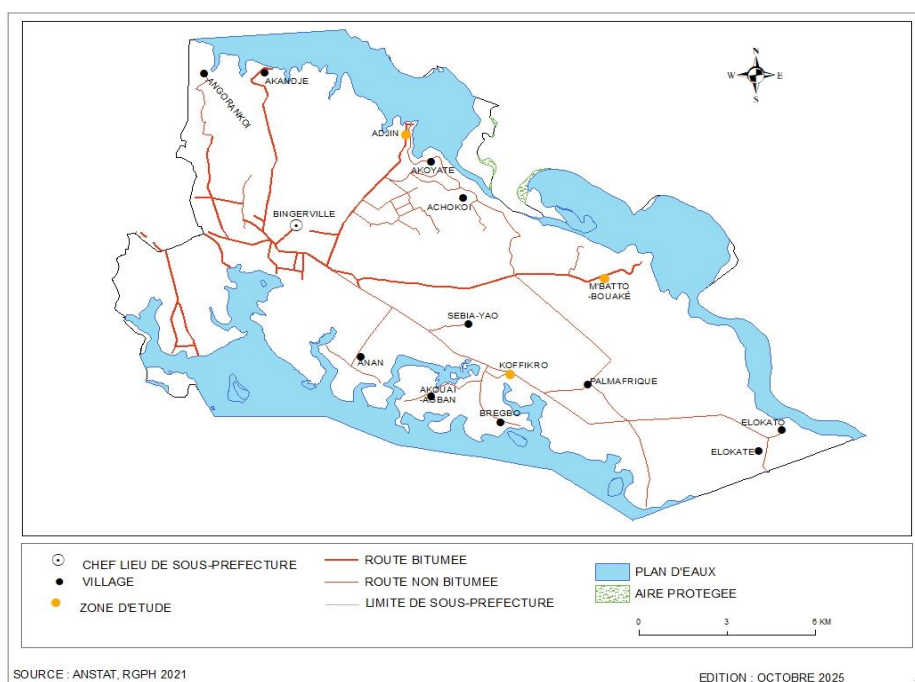 N
W E
S
ANGORANKOI
AKANDJE
ADJIN
AKOYATE
ACHOKOI
BINGERVILLE
M'BATTO
-BOUAKÉ
SEBIA-YAO
ANAN
KOFFIKRO
AKOUAI
-AGBAN
PALMAFRIQUE
BREGBO
ELOKATO
ELOKATE
CHEF LIEU DE SOUS-PREFECTURE
VILLAGE
ZONE D'ETUDE
ROUTE BITUMEE
ROUTE NON BITUMEE
LIMITE DE SOUS-PREFECTURE
PLAN D'EAUX
AIRE PROTEGEE
0 3 6 KM
SOURCE : ANSTAT, RGPH 2021
EDITION : OCTOBRE 2025